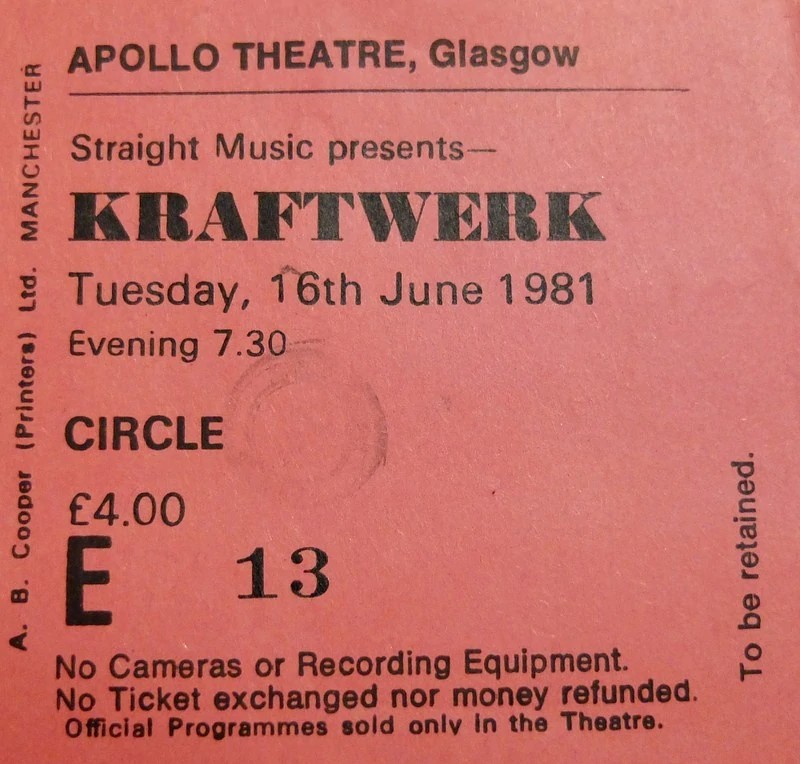 APOLLO THEATRE, Glasgow
Straight Music presents—
KRAFTWERK
Tuesday, 16th June 1981
Evening 7.30
CIRCLE
£4.00
E 13
No Cameras or Recording Equipment.
No Ticket exchanged nor money refunded.
Official Programmes sold only in the Theatre.
A. B. Cooper (Printers) Ltd. MANCHESTER
To be retained.